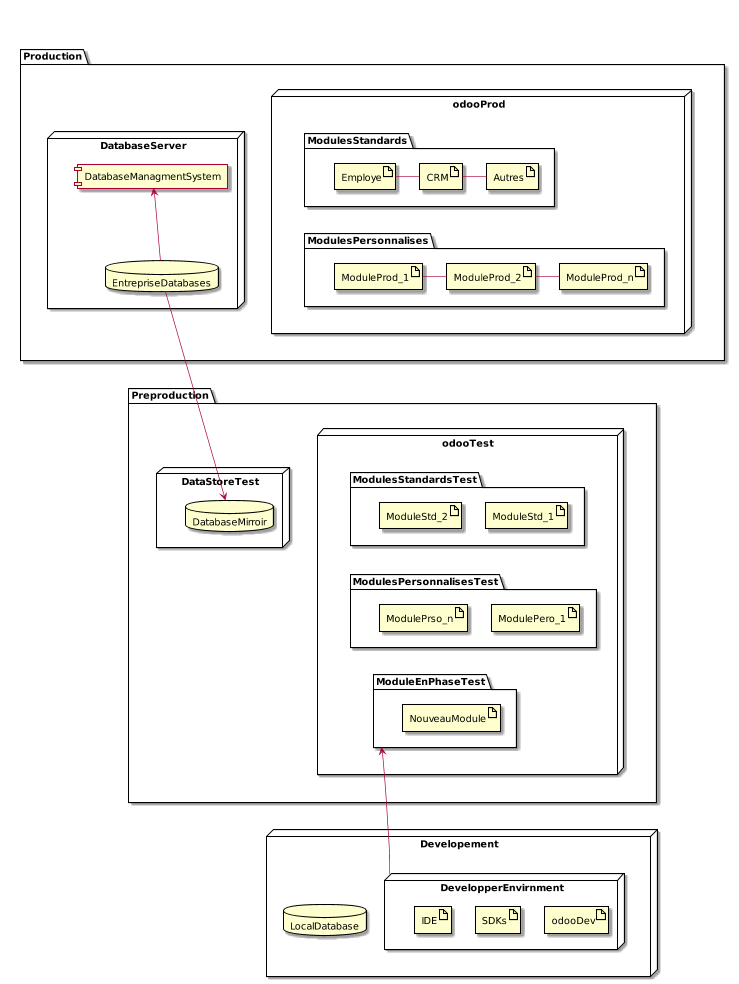 Production
odooProd
DatabaseServer
ModulesStandards
DatabaseManagmentSystem
Employe
CRM
Autres
ModulesPersonnalises
EntrepriseDatabases
ModuleProd_1
ModuleProd_2
ModuleProd_n
Preproduction
odooTest
DataStoreTest
ModulesStandardsTest
DatabaseMirroir
ModuleStd_2
ModuleStd_1
ModulesPersonnalisesTest
ModulePrso_n
ModulePero_1
ModuleEnPhaseTest
NouveauModule
Developement
DevelopperEnvirnment
LocalDatabase
IDE
SDKs
odooDev